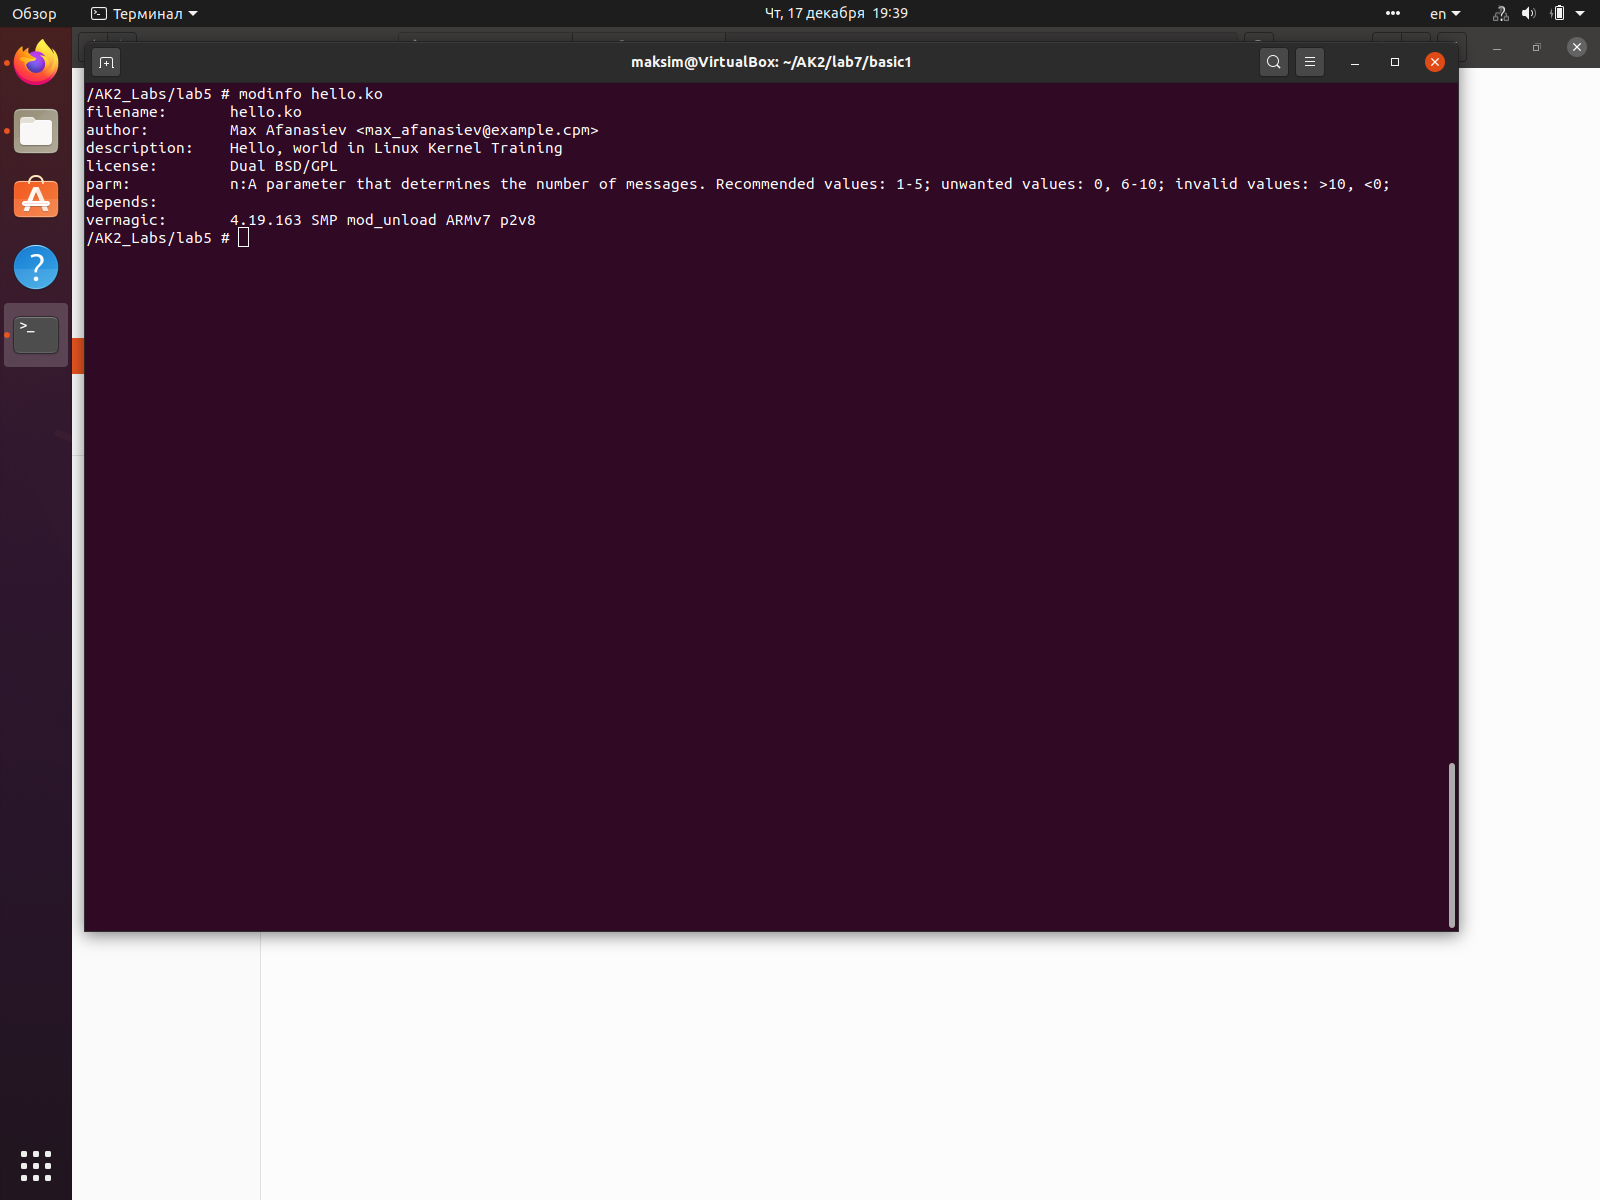 Обзор
Терминал
Чт, 17 декабря 19:39
en
maksim@VirtualBox: ~/AK2/lab7/basic1
/AK2_Labs/lab5 # modinfo hello.ko
filename: hello.ko
author: Max Afanasiev <max_afanasiev@example.cpm>
description: Hello, world in Linux Kernel Training
license: Dual BSD/GPL
parm: n:A parameter that determines the number of messages. Recommended values: 1-5; unwanted values: 0, 6-10; invalid values: >10, <0;
depends:
vermagic: 4.19.163 SMP mod_unload ARMv7 p2v8
/AK2_Labs/lab5 #